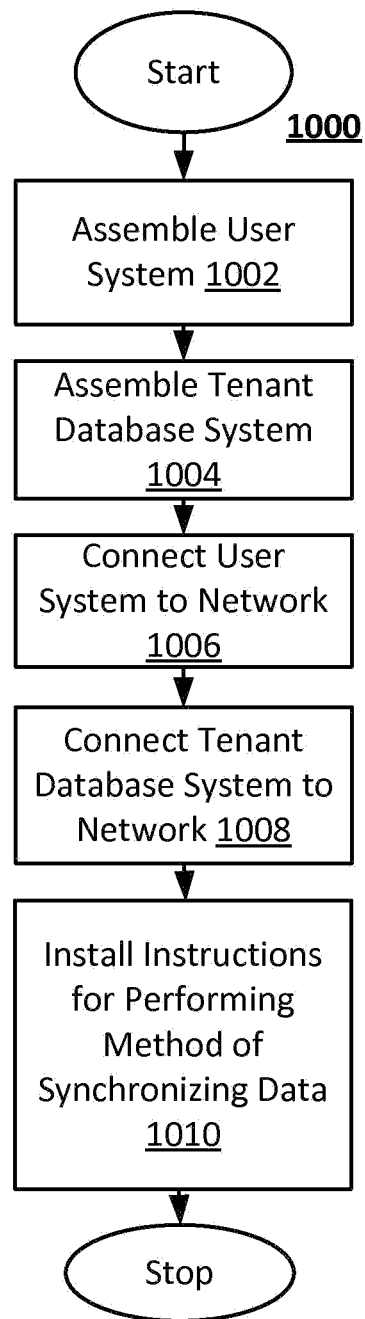 Start
1000
Assemble User
System 1002
Assemble Tenant
Database System
1004
Connect User
System to Network
1006
Connect Tenant
Database System to
Network 1008
Install Instructions
for Performing
Method of
Synchronizing Data
1010
Stop